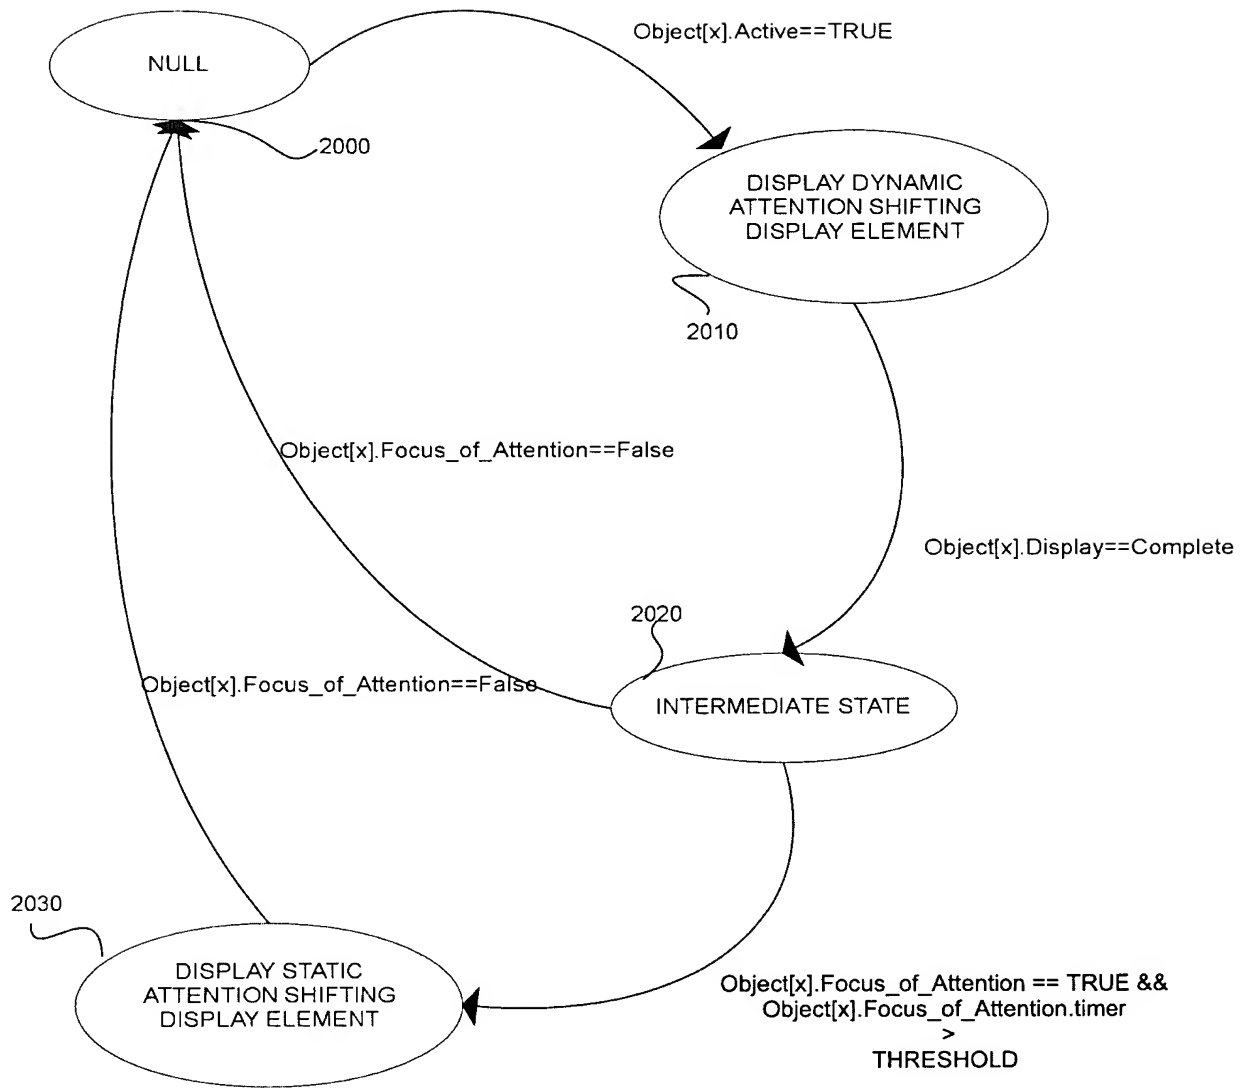 Object[x].Active==TRUE
NULL
2000
DISPLAY DYNAMIC
ATTENTION SHIFTING
DISPLAY ELEMENT
2010
Object[x].Focus_of_Attention==False
Object[x].Display==Complete
2020
Object[x].Focus_of_Attention==False
INTERMEDIATE STATE
2030
DISPLAY STATIC
ATTENTION SHIFTING
DISPLAY ELEMENT
Object[x].Focus_of_Attention == TRUE &&
Object[x].Focus_of_Attention.timer
>
THRESHOLD